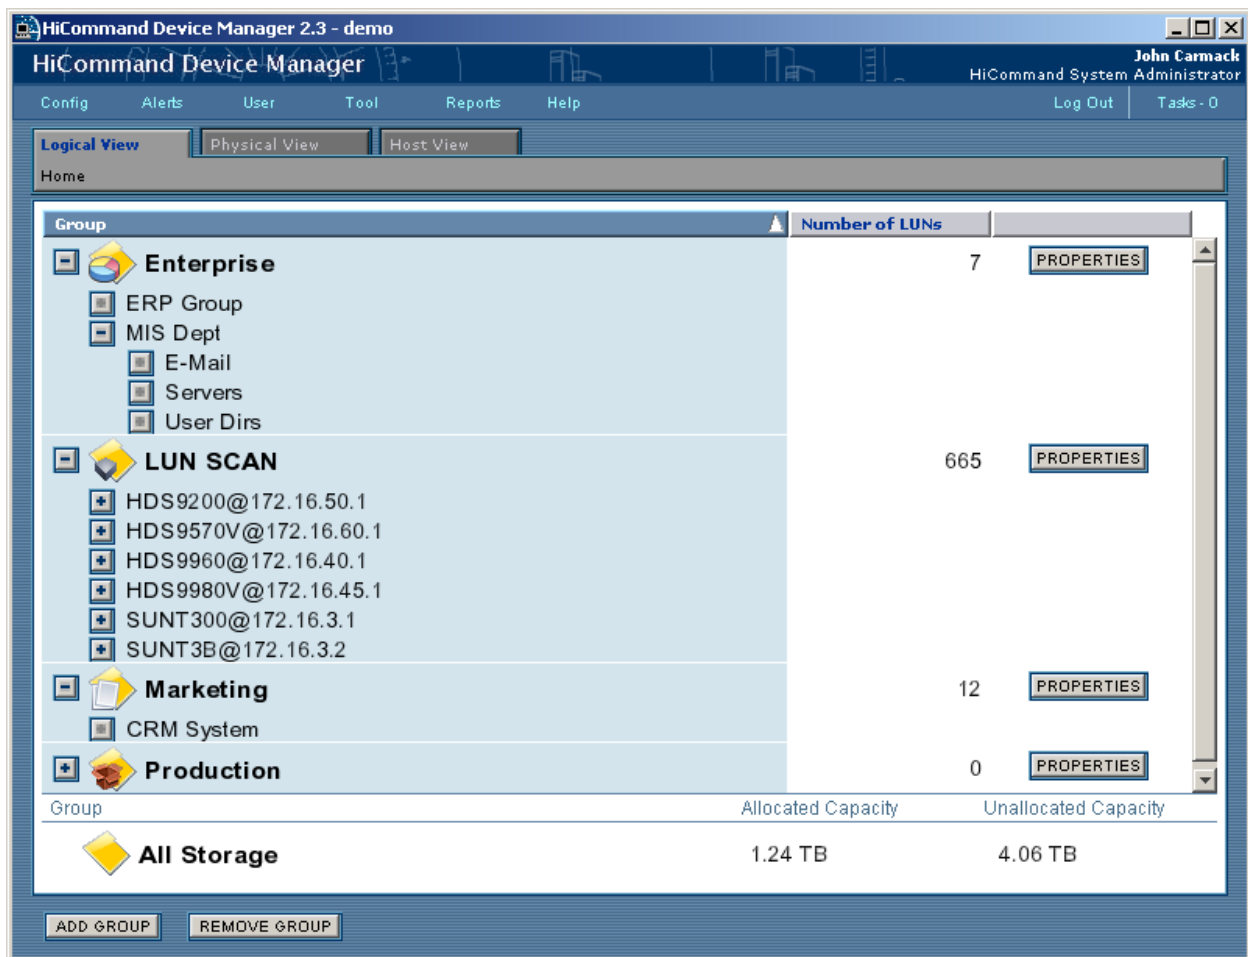 HiCommand Device Manager 2.3 - demo
HiCommand Device Manager
John Carmack
HiCommand System Administrator
Config Alerts User Tool Reports Help Log Out Tasks - 0
Logical View Physical View Host View
Home
Group Number of LUNs
Enterprise 7 PROPERTIES
ERP Group
MIS Dept
E-Mail
Servers
User Dirs
LUN SCAN 665 PROPERTIES
HDS9200@172.16.50.1
HDS9570V@172.16.60.1
HDS9960@172.16.40.1
HDS9980V@172.16.45.1
SUNT300@172.16.3.1
SUNT3B@172.16.3.2
Marketing 12 PROPERTIES
CRM System
Production 0 PROPERTIES
Group Allocated Capacity Unallocated Capacity
All Storage 1.24 TB 4.06 TB
ADD GROUP REMOVE GROUP